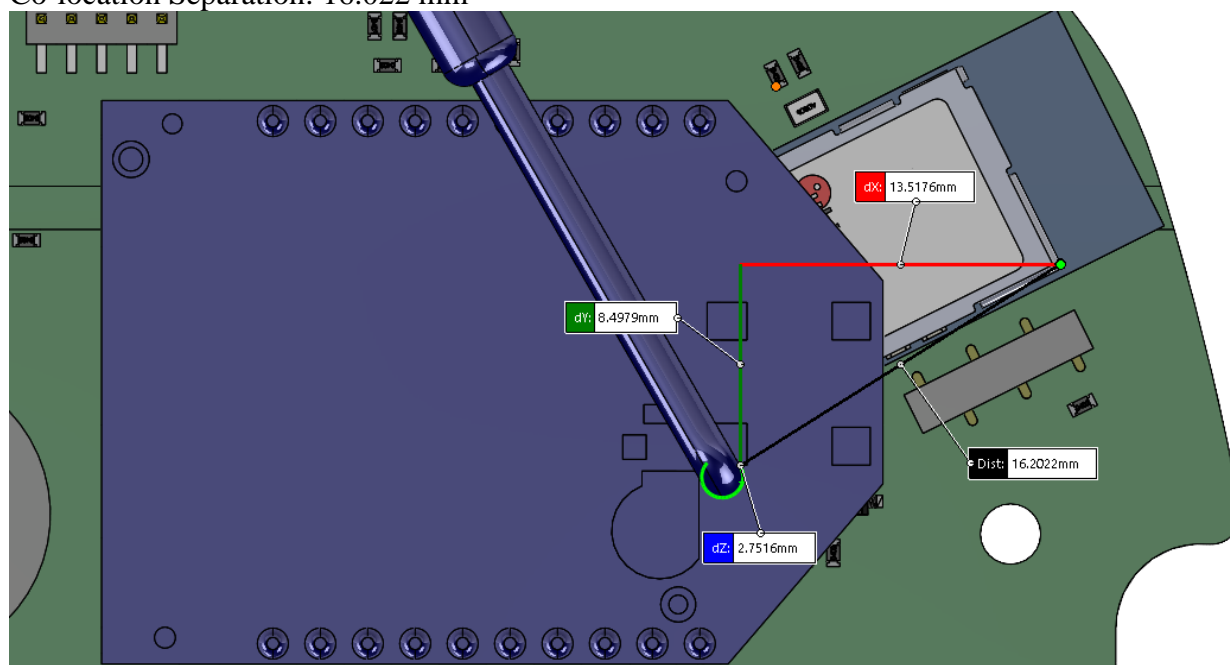 Co-location Separation: 16.022 mm
dX: 13.5176mm
dY: 8.4979mm
Dist: 16.2022mm
dZ: 2.7516mm